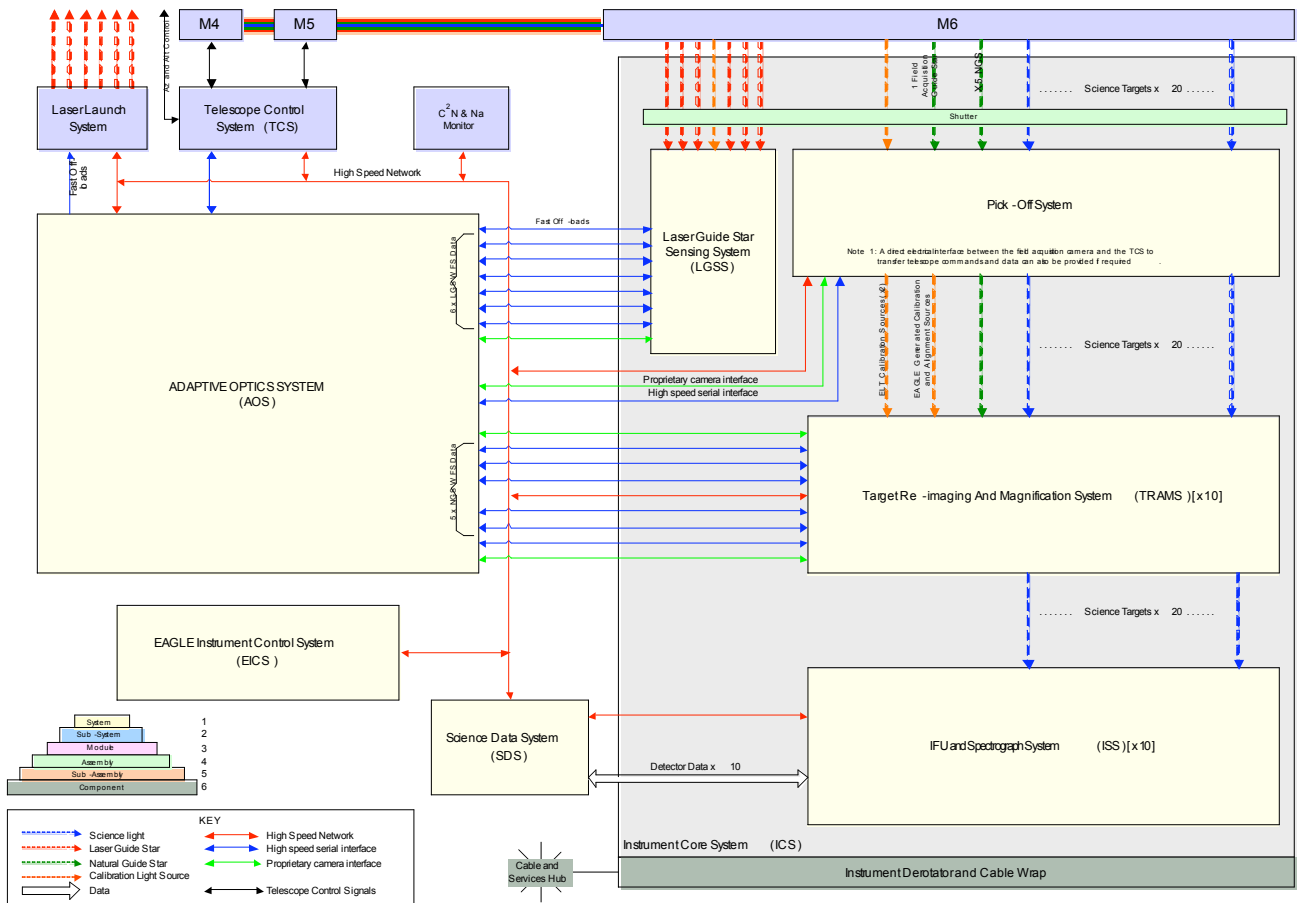 M4
M5
M6
Az and Alt Control
Laser Launch
System
Telescope Control
System (TCS)
C 2 N & Na
Monitor
1 Field
Acquisition
X5 NGS
....... Science Targets x 20 ......
Shutter
Fast Off
High Speed Network
Fast Off -loads
6 x LGS WFS Data
Laser Guide Star
Sensing System
(LGSS)
Pick -Off System
Note 1: A direct electrical interface between the field acquisition camera and the TCS to
transfer telescope commands and data can also be provided if required .
ELT Calibration Sources (x2)
EAGLE Generated Calibration
and Alignment Sources
....... Science Targets x 20 ......
ADAPTIVE OPTICS SYSTEM
(AOS)
Proprietary camera interface
High speed serial interface
5 x NGS WFS Data
Target Re -imaging And Magnification System (TRAMS )[x10]
....... Science Targets x 20 ......
EAGLE Instrument Control System
(EICS )
Science Data System
(SDS)
Detector Data x 10
IFU and Spectrograph System (ISS)[x10]
System 1
Sub -System 2
Module 3
Assembly 4
Sub -Assembly 5
Component 6
KEY
Science light
High Speed Network
Laser Guide Star
High speed serial interface
Natural Guide Star
Proprietary camera interface
Calibration Light Source
Data
Telescope Control Signals
Cable and
Services Hub
Instrument Core System (ICS)
Instrument Derotator and Cable Wrap